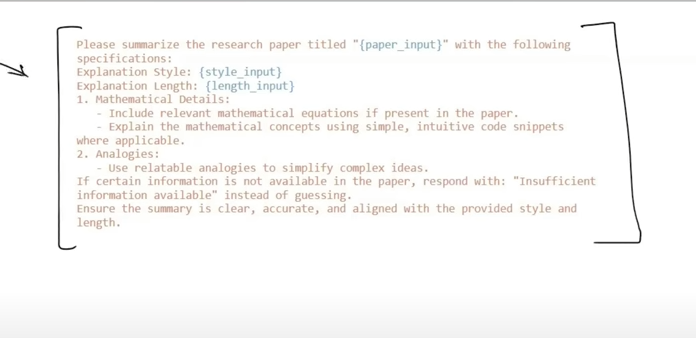 Please summarize the research paper titled "{paper_input}" with the following
specifications:
Explanation Style: {style_input}
Explanation Length: {length_input}
1. Mathematical Details:
- Include relevant mathematical equations if present in the paper.
- Explain the mathematical concepts using simple, intuitive code snippets
where applicable.
2. Analogies:
- Use relatable analogies to simplify complex ideas.
If certain information is not available in the paper, respond with: "Insufficient
information available" instead of guessing.
Ensure the summary is clear, accurate, and aligned with the provided style and
length.